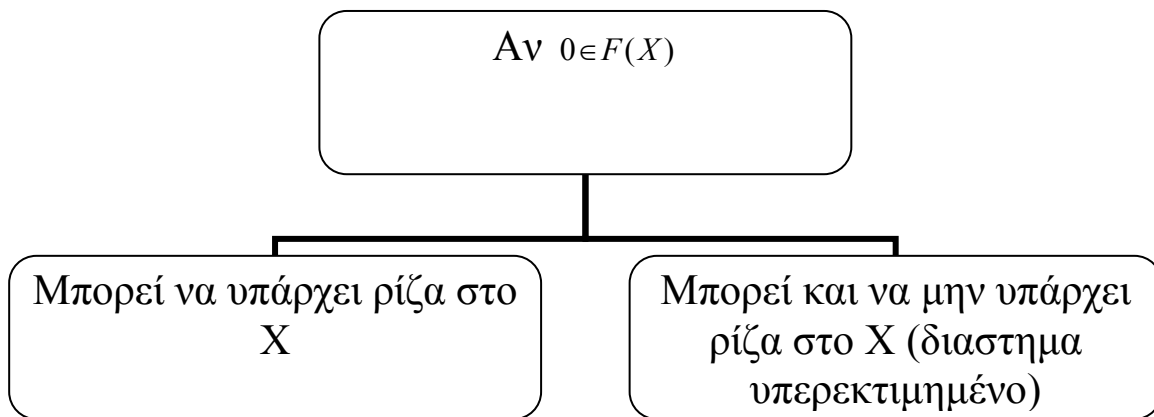 Αν 0∈F(X)
Μπορεί να υπάρχει ρίζα στο
Χ
Μπορεί και να μην υπάρχει
ρίζα στο Χ (διαστημα
υπερεκτιμημένο)